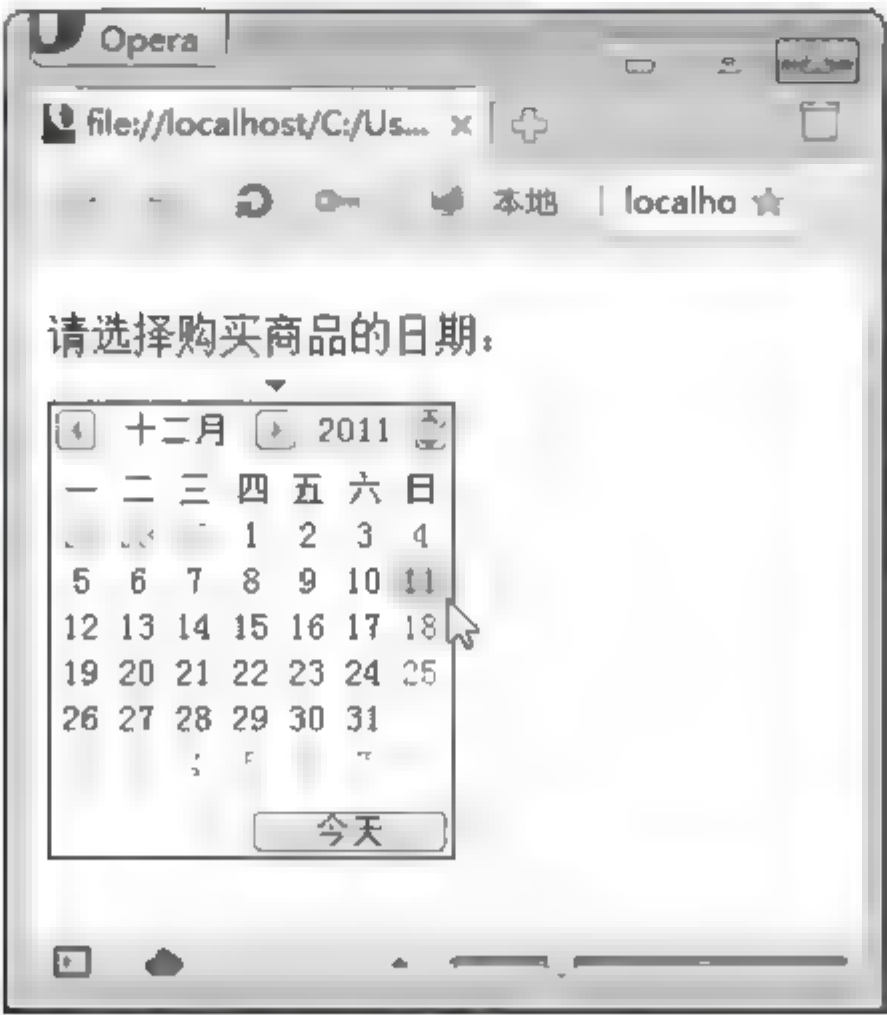 Opera
file://localhost/C:/Us...
本地 localho
请选择购买商品的日期：
十二月 2011
一 二 三 四 五 六 日
1 2 3 4
5 6 7 8 9 10 11
12 13 14 15 16 17 18
19 20 21 22 23 24 25
26 27 28 29 30 31
今天